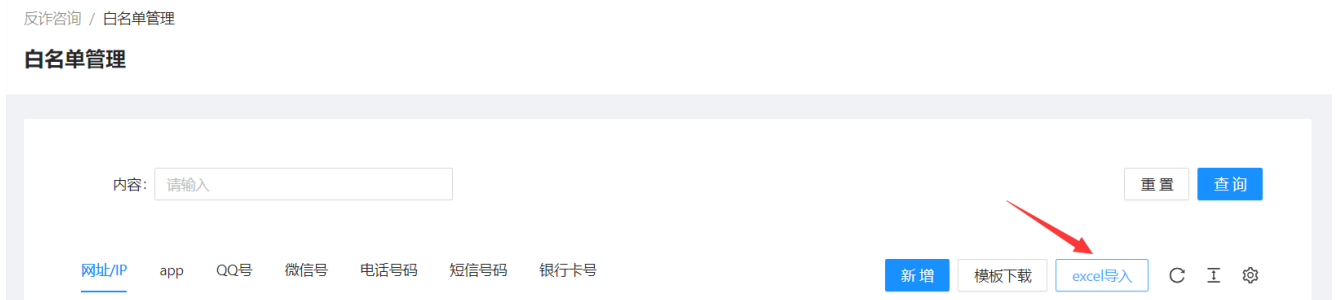 反诈咨询 / 白名单管理
白名单管理
内容: 请输入 重置 查询
网址/IP app QQ号 微信号 电话号码 短信号码 银行卡号 新增 模板下载 excel导入